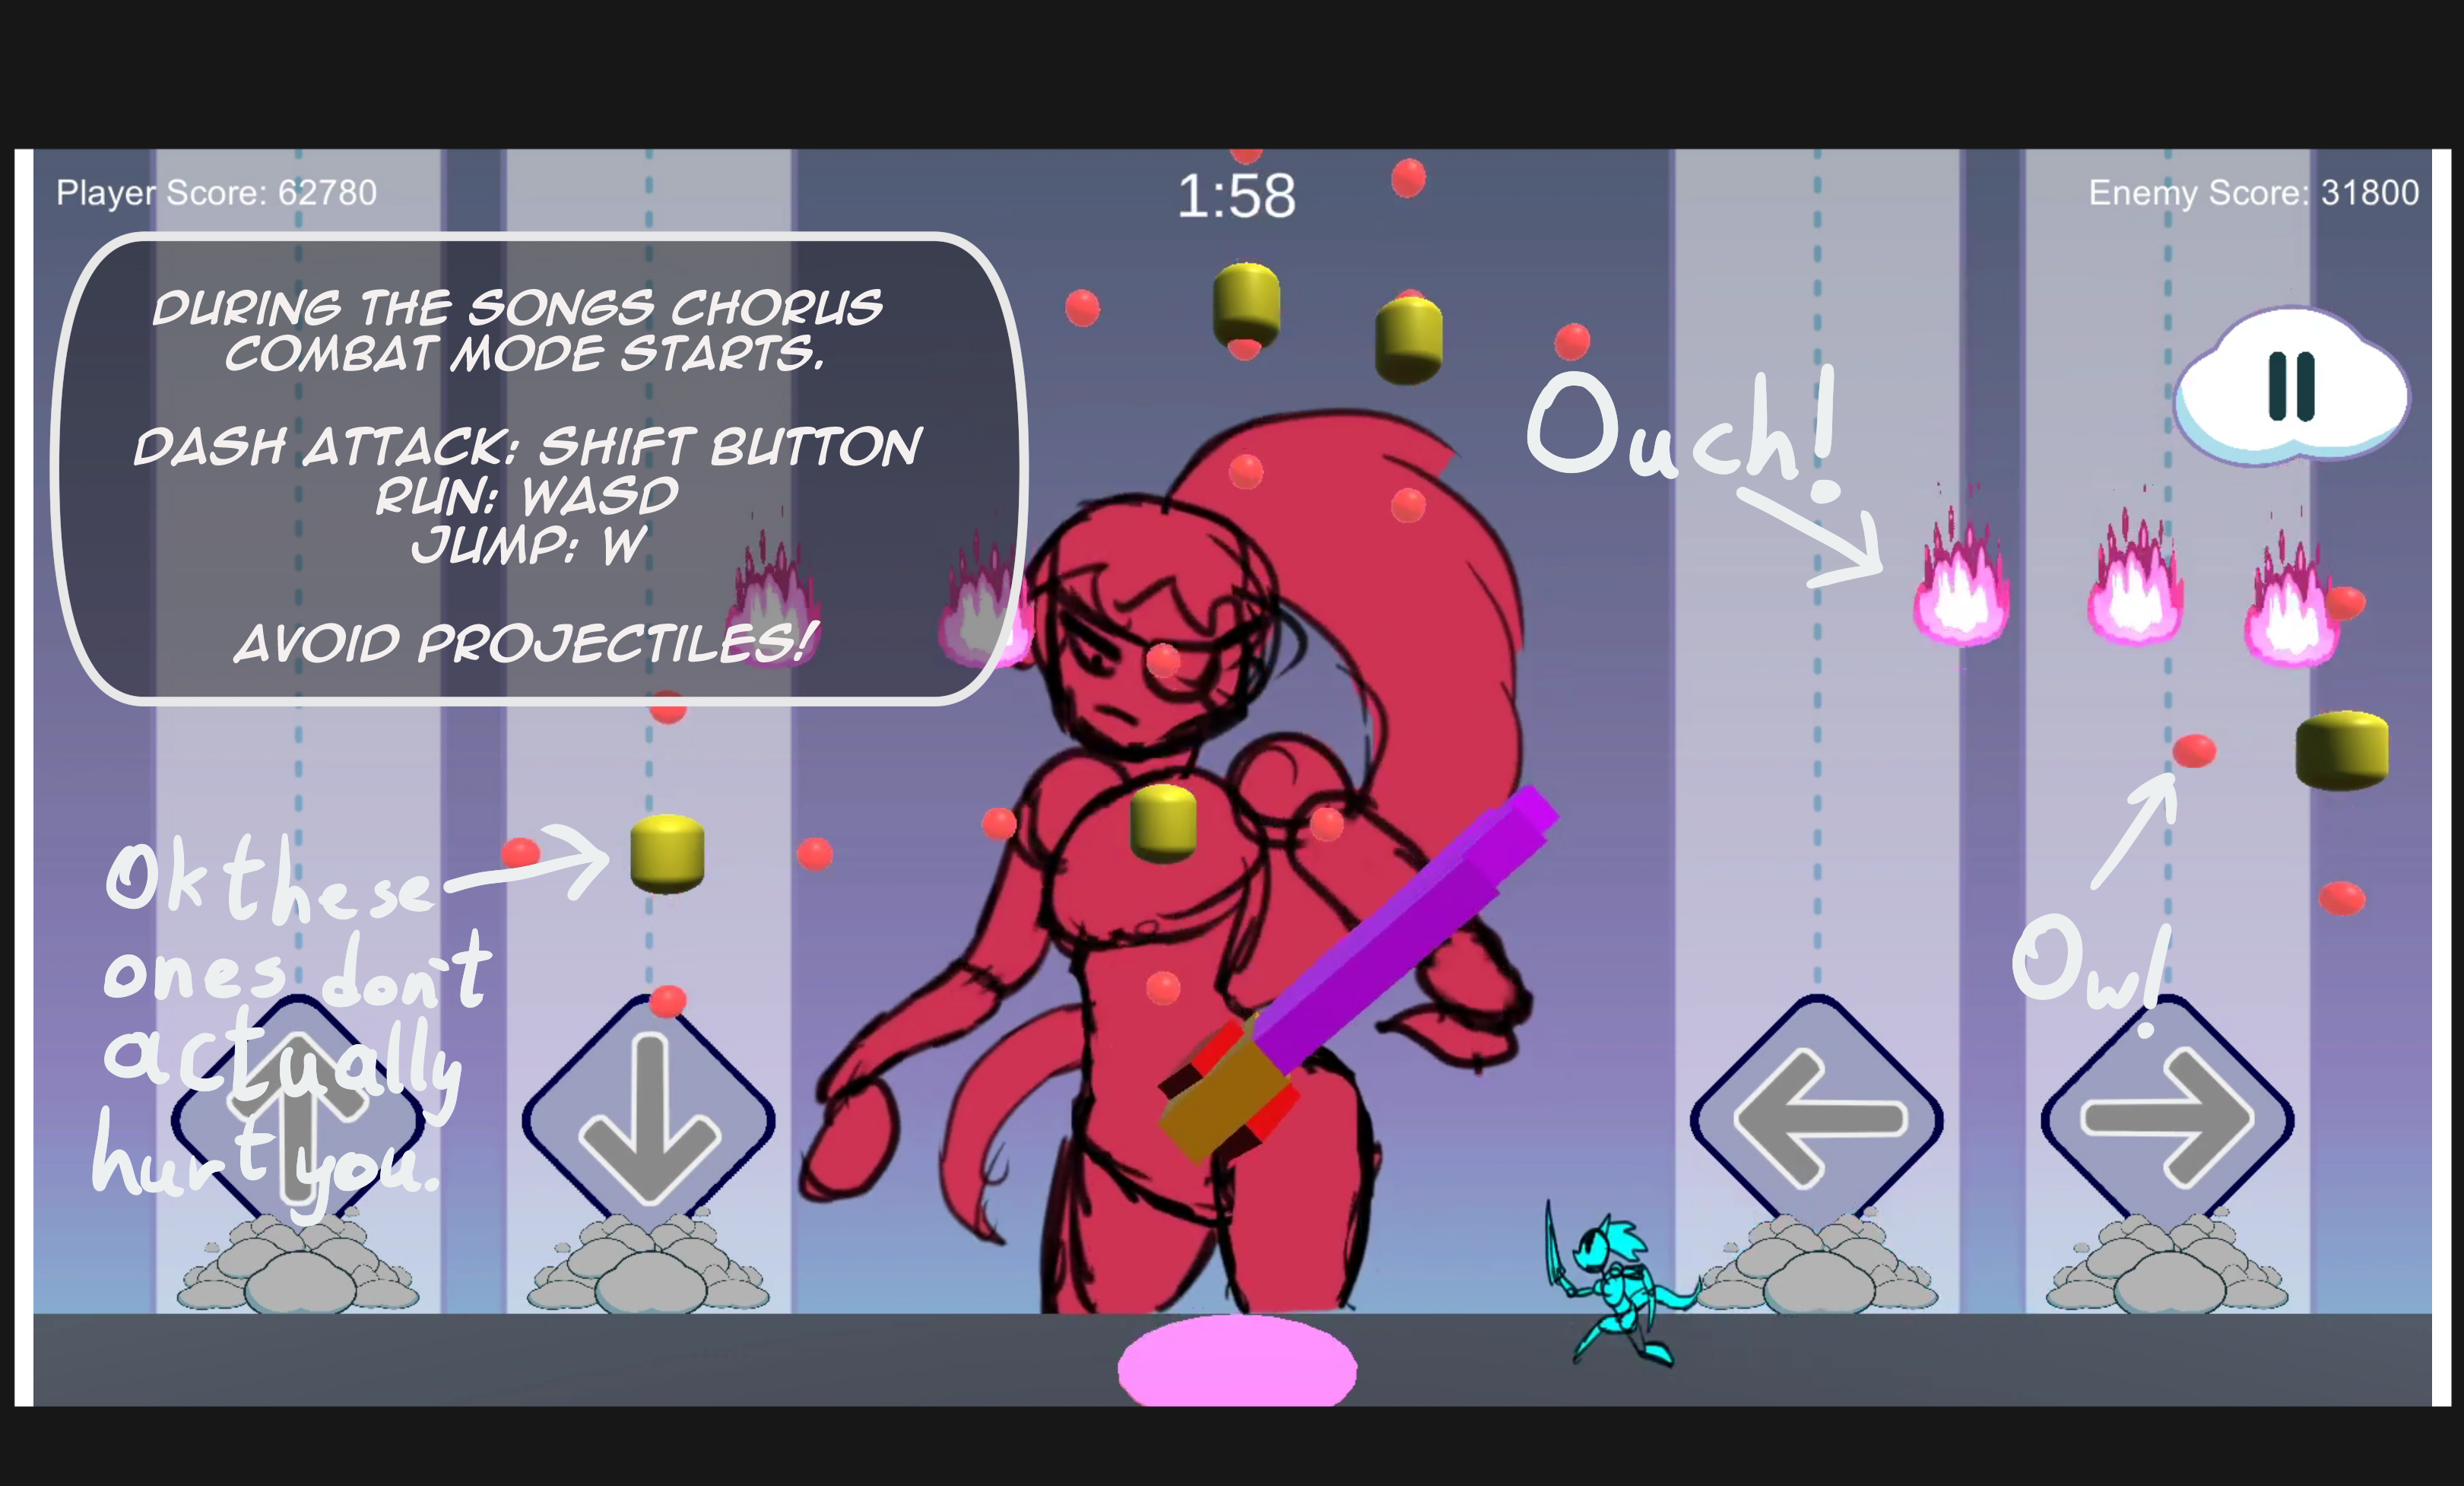 Player Score: 62780
1:58
Enemy Score: 31800
DURING THE SONGS CHORUS
COMBAT MODE STARTS.
DASH ATTACK: SHIFT BUTTON
RUN: WASD
JUMP: W
AVOID PROJECTILES!
Ouch!
Ok these
ones don't
actually
hurt you.
Ow!